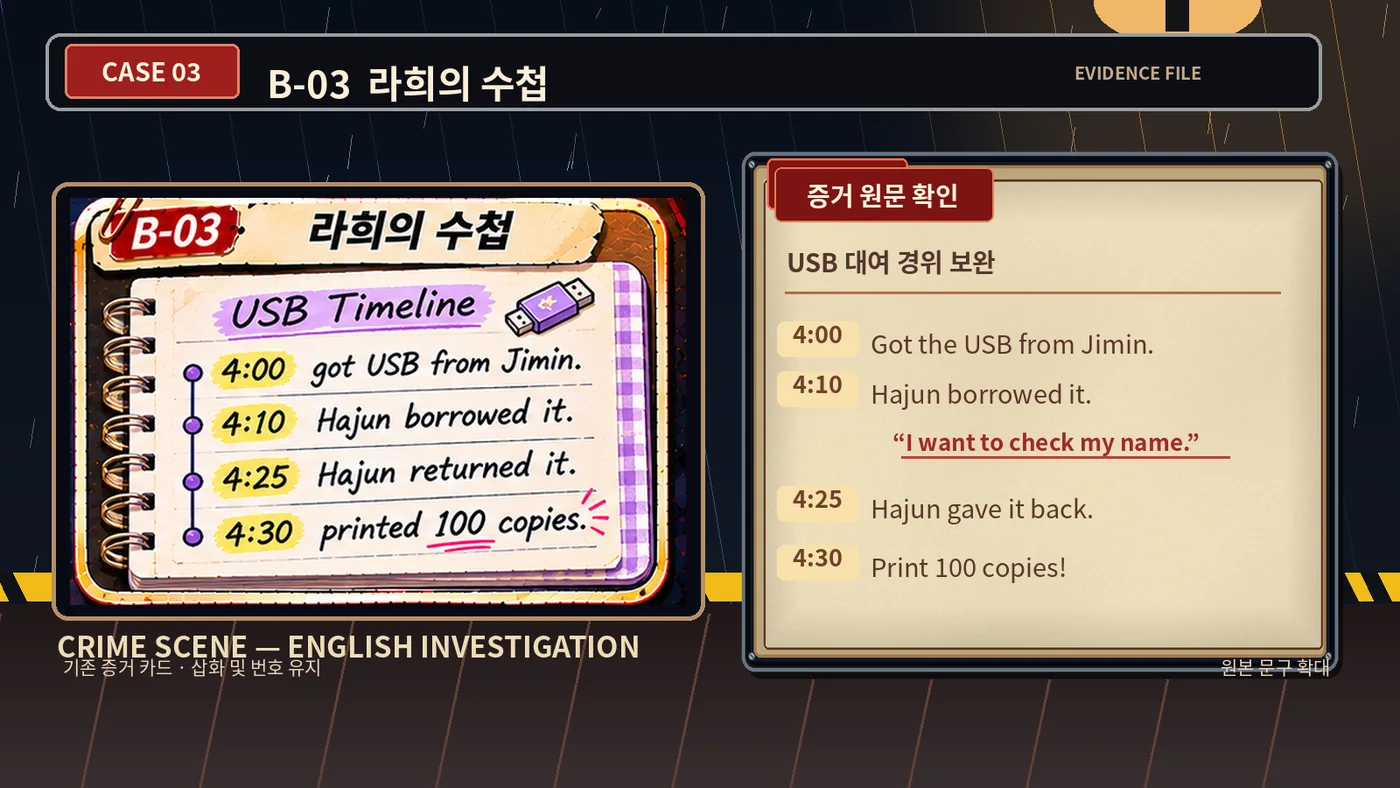 CASE 03
B-03 라희의 수첩
EVIDENCE FILE
B-03
라희의 수첩
USB Timeline
4:00 got USB from Jimin.
4:10 Hajun borrowed it.
4:25 Hajun returned it.
4:30 printed 100 copies.
CRIME SCENE — ENGLISH INVESTIGATION
기존 증거 카드 · 삽화 및 번호 유지
증거 원문 확인
USB 대여 경위 보완
4:00 Got the USB from Jimin.
4:10 Hajun borrowed it.
“I want to check my name.”
4:25 Hajun gave it back.
4:30 Print 100 copies!
원본 문구 확대